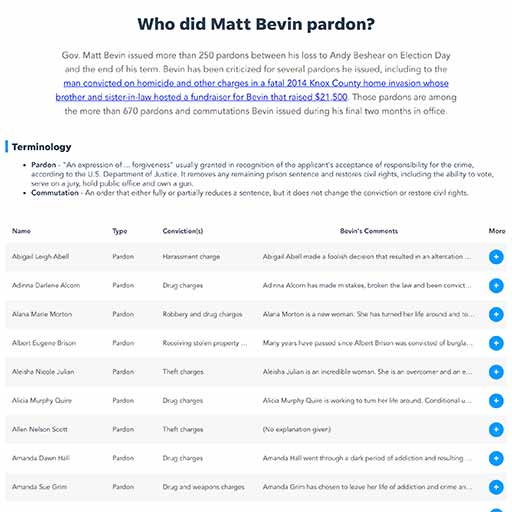 Who did Matt Bevin pardon?
Gov. Matt Bevin issued more than 250 pardons between his loss to Andy Beshear on Election Day
and the end of his term. Bevin has been criticized for several pardons he issued, including to the
man convicted on homicide and other charges in a fatal 2014 Knox County home invasion whose
brother and sister-in-law hosted a fundraiser for Bevin that raised $21,500. Those pardons are among
the more than 670 pardons and commutations Bevin issued during his final two months in office.
Terminology
• Pardon - "An expression of ... forgiveness" usually granted in recognition of the applicant's acceptance of responsibility for the crime,
according to the U.S. Department of Justice. It removes any remaining prison sentence and restores civil rights, including the ability to vote,
serve on a jury, hold public office and own a gun.
• Commutation - An order that either fully or partially reduces a sentence, but it does not change the conviction or restore civil rights.
Name Type Conviction(s) Bevin's Comments More
Abigail Leigh-Abell Pardon Harassment charge Abigail Abell made a foolish decision that resulted in an altercation ... +
Adinna Darlene Alcorn Pardon Drug charges Adinna Alcorn has made mistakes, broken the law and been convict... +
Alana Marie Morton Pardon Robbery and drug charges Alana Morton is a new woman. She has turned her life around and to... +
Albert Eugene Brison Pardon Receiving stolen property ... Many years have passed since Albert Brison was convicted of burgla... +
Aleisha Nicole Julian Pardon Theft charges Aleisha Julian is an incredible woman. She is an overcomer and an e... +
Alicia Murphy Quire Pardon Drug charges Alicia Murphy Quire is working to turn her life around. Conditional u... +
Allen Nelson Scott Pardon Theft charges (No explanation given) +
Amanda Dawn Hall Pardon Drug charges Amanda Hall went through a dark period of addiction and resulting ... +
Amanda Sue Grim Pardon Drug and weapons charges Amanda Grim has chosen to leave her life of addiction and crime an... +